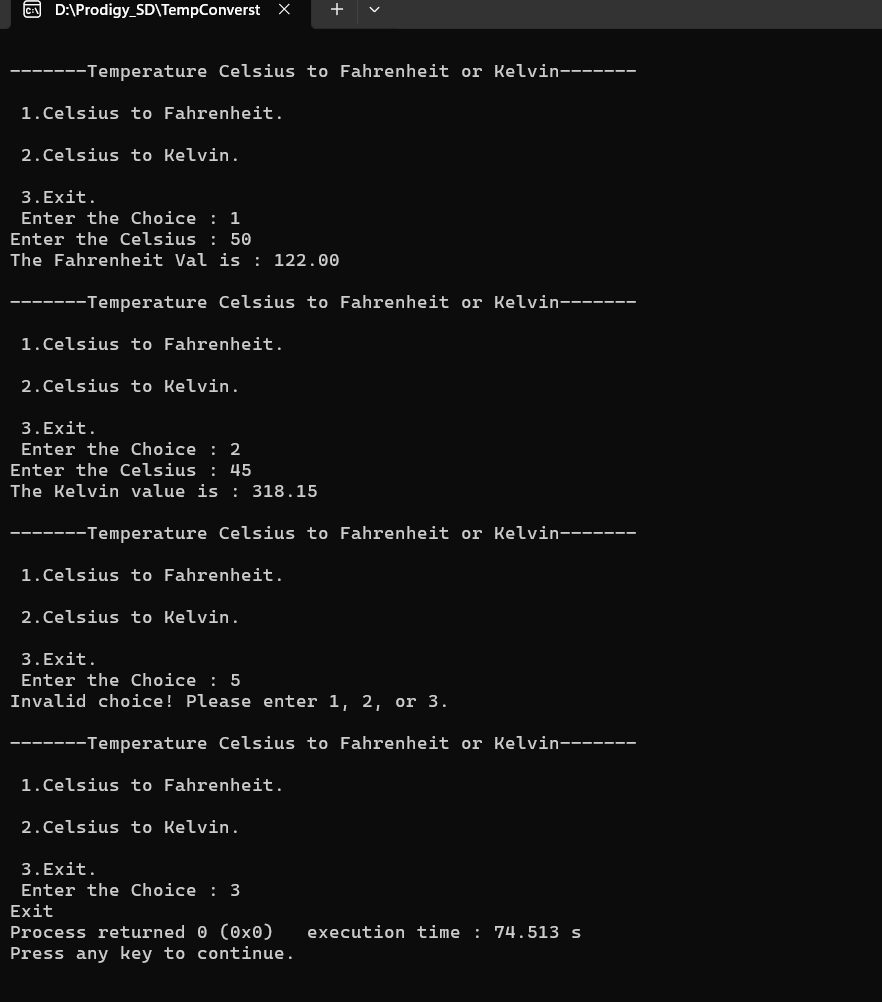 D:\Prodigy_SD\TempConverst
-------Temperature Celsius to Fahrenheit or Kelvin-------
1.Celsius to Fahrenheit.
2.Celsius to Kelvin.
3.Exit.
Enter the Choice : 1
Enter the Celsius : 50
The Fahrenheit Val is : 122.00
-------Temperature Celsius to Fahrenheit or Kelvin-------
1.Celsius to Fahrenheit.
2.Celsius to Kelvin.
3.Exit.
Enter the Choice : 2
Enter the Celsius : 45
The Kelvin value is : 318.15
-------Temperature Celsius to Fahrenheit or Kelvin-------
1.Celsius to Fahrenheit.
2.Celsius to Kelvin.
3.Exit.
Enter the Choice : 5
Invalid choice! Please enter 1, 2, or 3.
-------Temperature Celsius to Fahrenheit or Kelvin-------
1.Celsius to Fahrenheit.
2.Celsius to Kelvin.
3.Exit.
Enter the Choice : 3
Exit
Process returned 0 (0x0)   execution time : 74.513 s
Press any key to continue.